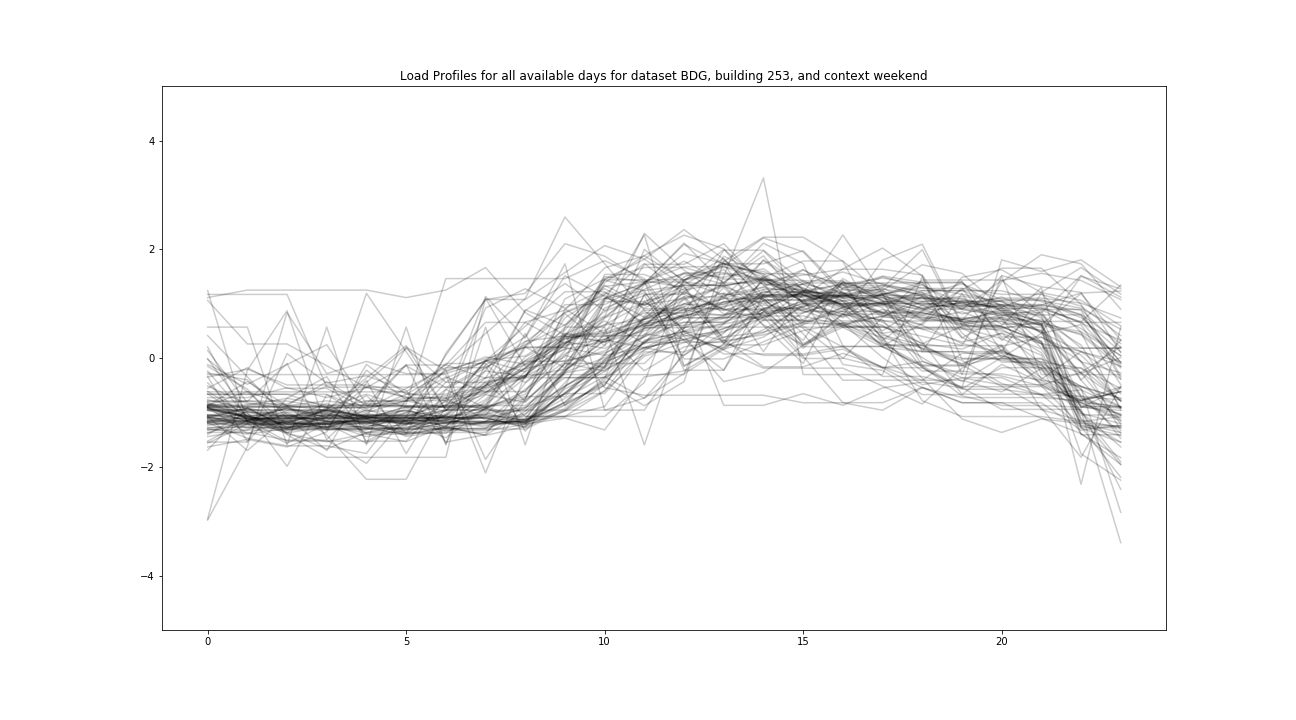 Load Profiles for all available days for dataset BDG, building 253, and context weekend
4
2
0
−2
−4
0 5 10 15 20